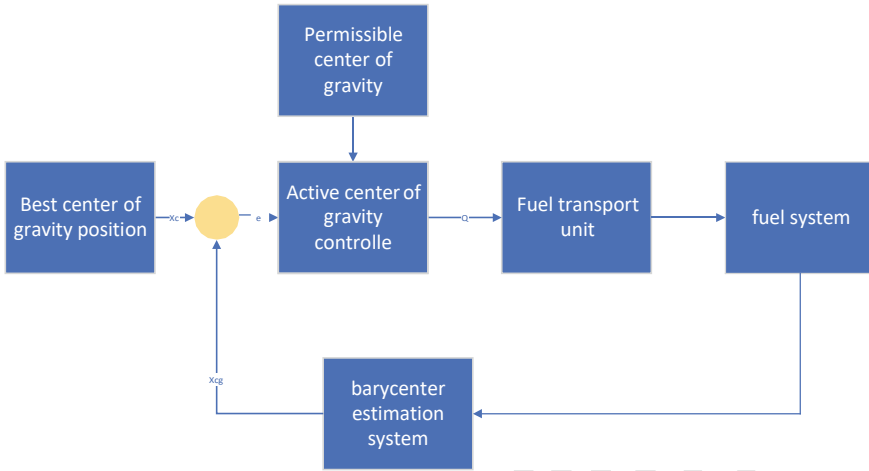 Permissible
center of
gravity
Best center of
gravity position
Xc
e
Active center of
gravity
controlle
Q
Fuel transport
unit
fuel system
Xcg
barycenter
estimation
system